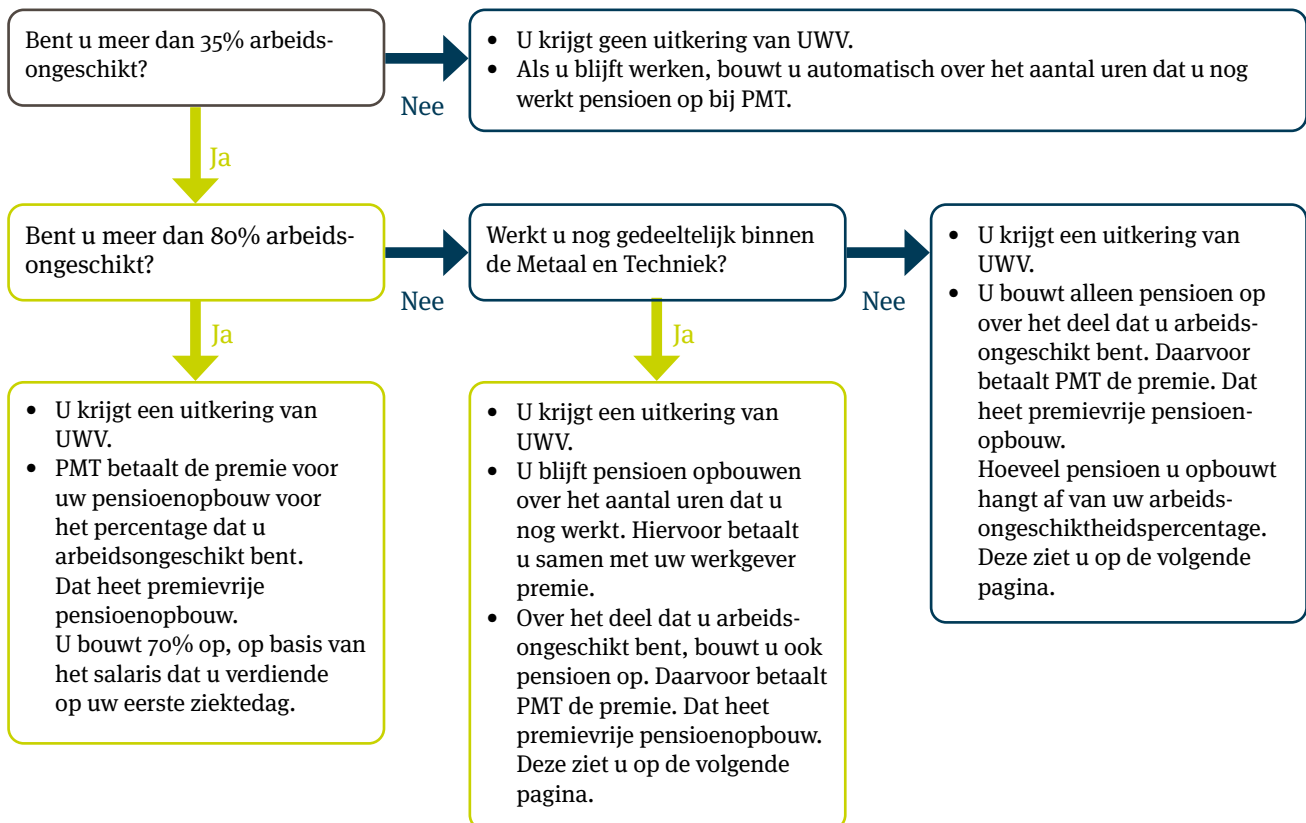 Bent u meer dan 35% arbeids-
ongeschikt?
Nee
• U krijgt geen uitkering van UWV.
• Als u blijft werken, bouwt u automatisch over het aantal uren dat u nog
werkt pensioen op bij PMT.
Ja
Bent u meer dan 80% arbeids-
ongeschikt?
Nee
Werkt u nog gedeeltelijk binnen
de Metaal en Techniek?
Nee
• U krijgt een uitkering van
UWV.
• U bouwt alleen pensioen op
over het deel dat u arbeids-
ongeschikt bent. Daarvoor
betaalt PMT de premie. Dat
heet premievrije pensioen-
opbouw.
Hoeveel pensioen u opbouwt
hangt af van uw arbeids-
ongeschiktheidspercentage.
Deze ziet u op de volgende
pagina.
Ja
• U krijgt een uitkering van
UWV.
• PMT betaalt de premie voor
uw pensioenopbouw voor
het percentage dat u
arbeidsongeschikt bent.
Dat heet premievrije
pensioenopbouw.
U bouwt 70% op, op basis van
het salaris dat u verdiende
op uw eerste ziektedag.
Ja
• U krijgt een uitkering van
UWV.
• U blijft pensioen opbouwen
over het aantal uren dat u
nog werkt. Hiervoor betaalt
u samen met uw werkgever
premie.
• Over het deel dat u arbeids-
ongeschikt bent, bouwt u ook
pensioen op. Daarvoor betaalt
PMT de premie. Dat heet
premievrije pensioenopbouw.
Deze ziet u op de volgende
pagina.